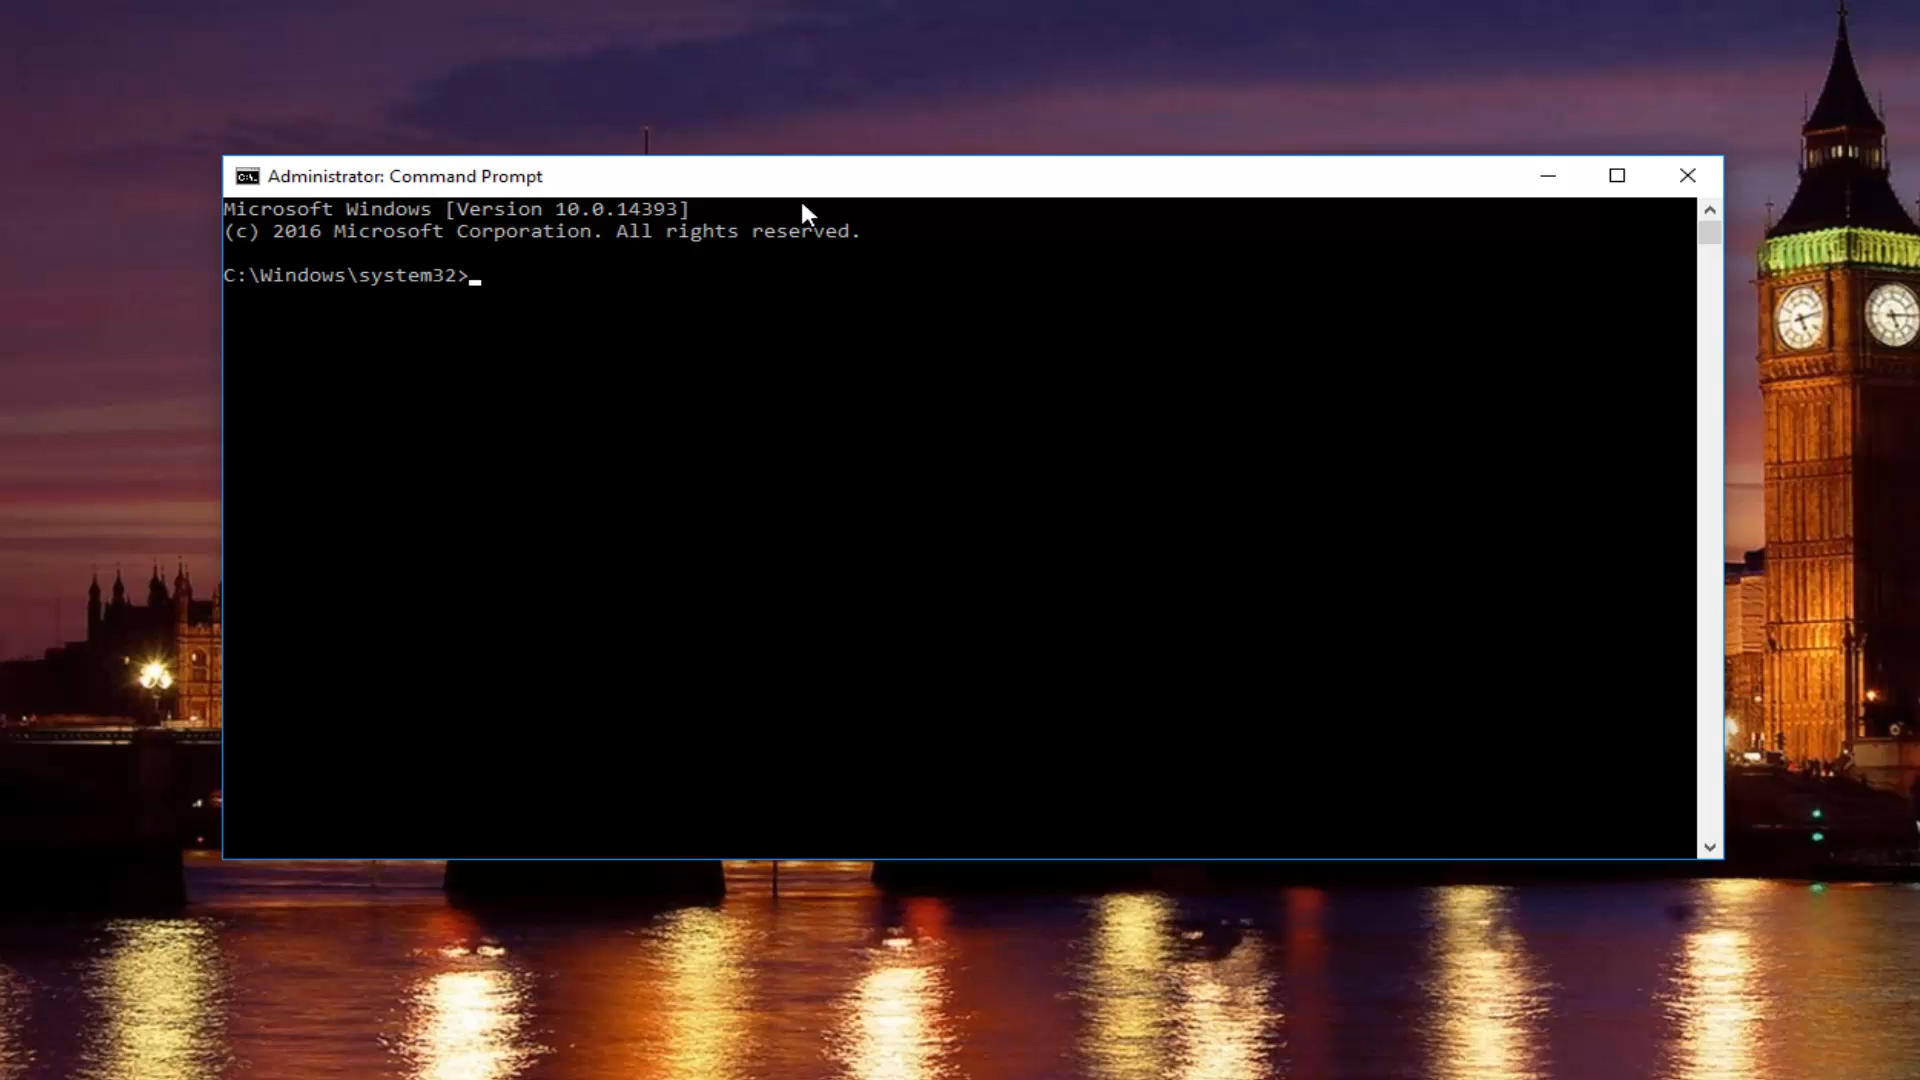 Administrator: Command Prompt
Microsoft Windows [Version 10.0.14393]
(c) 2016 Microsoft Corporation. All rights reserved.
C:\Windows\system32>